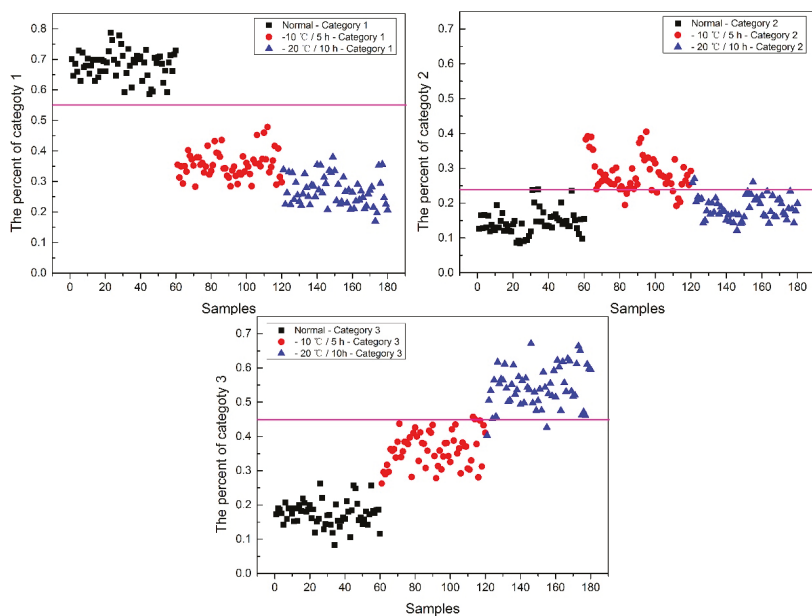 Normal - Category 1
-10 ℃ / 5 h - Category 1
- 20 ℃ / 10 h - Category 1
The percent of categoty 1
0.8
0.7
0.6
0.5
0.4
0.3
0.2
0.1
0.0
0 20 40 60 80 100 120 140 160 180
Samples
Normal - Category 2
-10 ℃ / 5 h - Category 2
- 20 ℃ / 10 h - Category 2
The percent of categoty 2
0.6
0.5
0.4
0.3
0.2
0.1
0.0
0 20 40 60 80 100 120 140 160 180
Samples
Normal - Category 3
- 10 ℃ / 5 h - Category 3
- 20 ℃ / 10h - Category 3
The percent of categoty 3
0.7
0.6
0.5
0.4
0.3
0.2
0.1
0.0
0 20 40 60 80 100 120 140 160 180
Samples